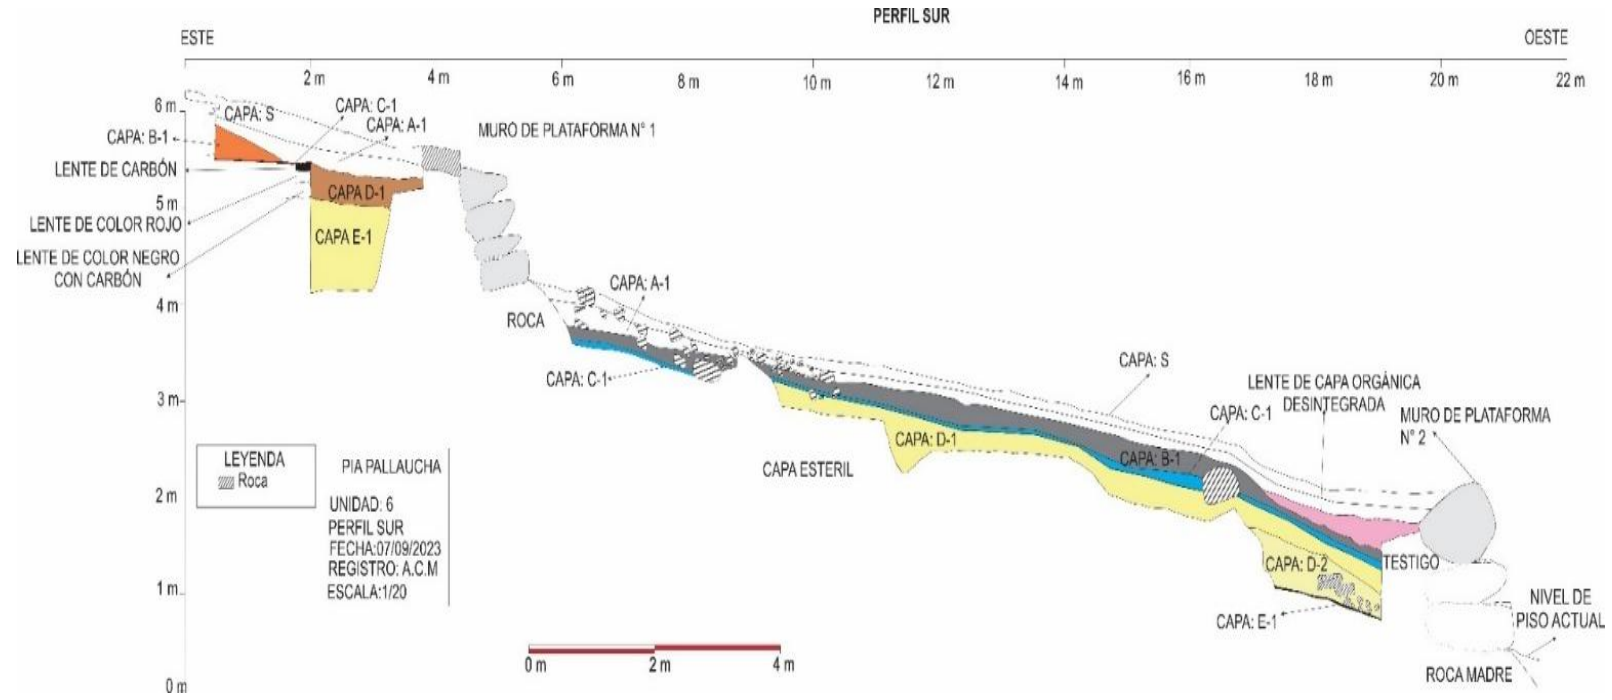 PERFIL SUR
ESTE
OESTE
2 m
4 m
6 m
8 m
10 m
12 m
14 m
16 m
18 m
20 m
22 m
6 m
CAPA: S
CAPA: C-1
CAPA: A-1
CAPA: B-1
MURO DE PLATAFORMA N° 1
LENTE DE CARBÓN
CAPA D-1
5 m
LENTE DE COLOR ROJO
CAPA E-1
LENTE DE COLOR NEGRO
CON CARBÓN
4 m
CAPA: A-1
ROCA
CAPA: C-1
CAPA: S
LENTE DE CAPA ORGÁNICA
DESINTEGRADA
3 m
CAPA: C-1
MURO DE PLATAFORMA
N° 2
CAPA: D-1
CAPA: B-1
CAPA ESTERIL
LEYENDA
Roca
PIA PALLAUCHA
2 m
UNIDAD: 6
PERFIL SUR
FECHA:07/09/2023
REGISTRO: A.C.M
ESCALA:1/20
CAPA: D-2
TESTIGO
1 m
CAPA: E-1
NIVEL DE
PISO ACTUAL
ROCA MADRE
0 m
2 m
4 m
0 m